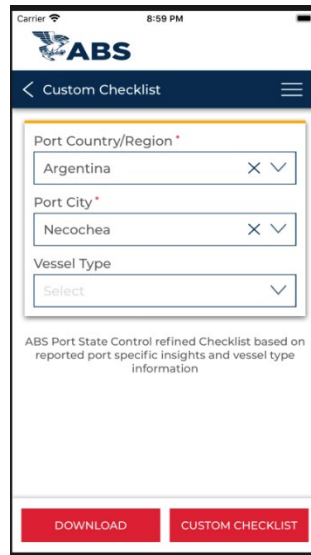 Carrier 8:59 PM
ABS
Custom Checklist
Port Country/Region *
Argentina
Port City *
Necochea
Vessel Type
Select
ABS Port State Control refined Checklist based on
reported port specific insights and vessel type
information
DOWNLOAD CUSTOM CHECKLIST